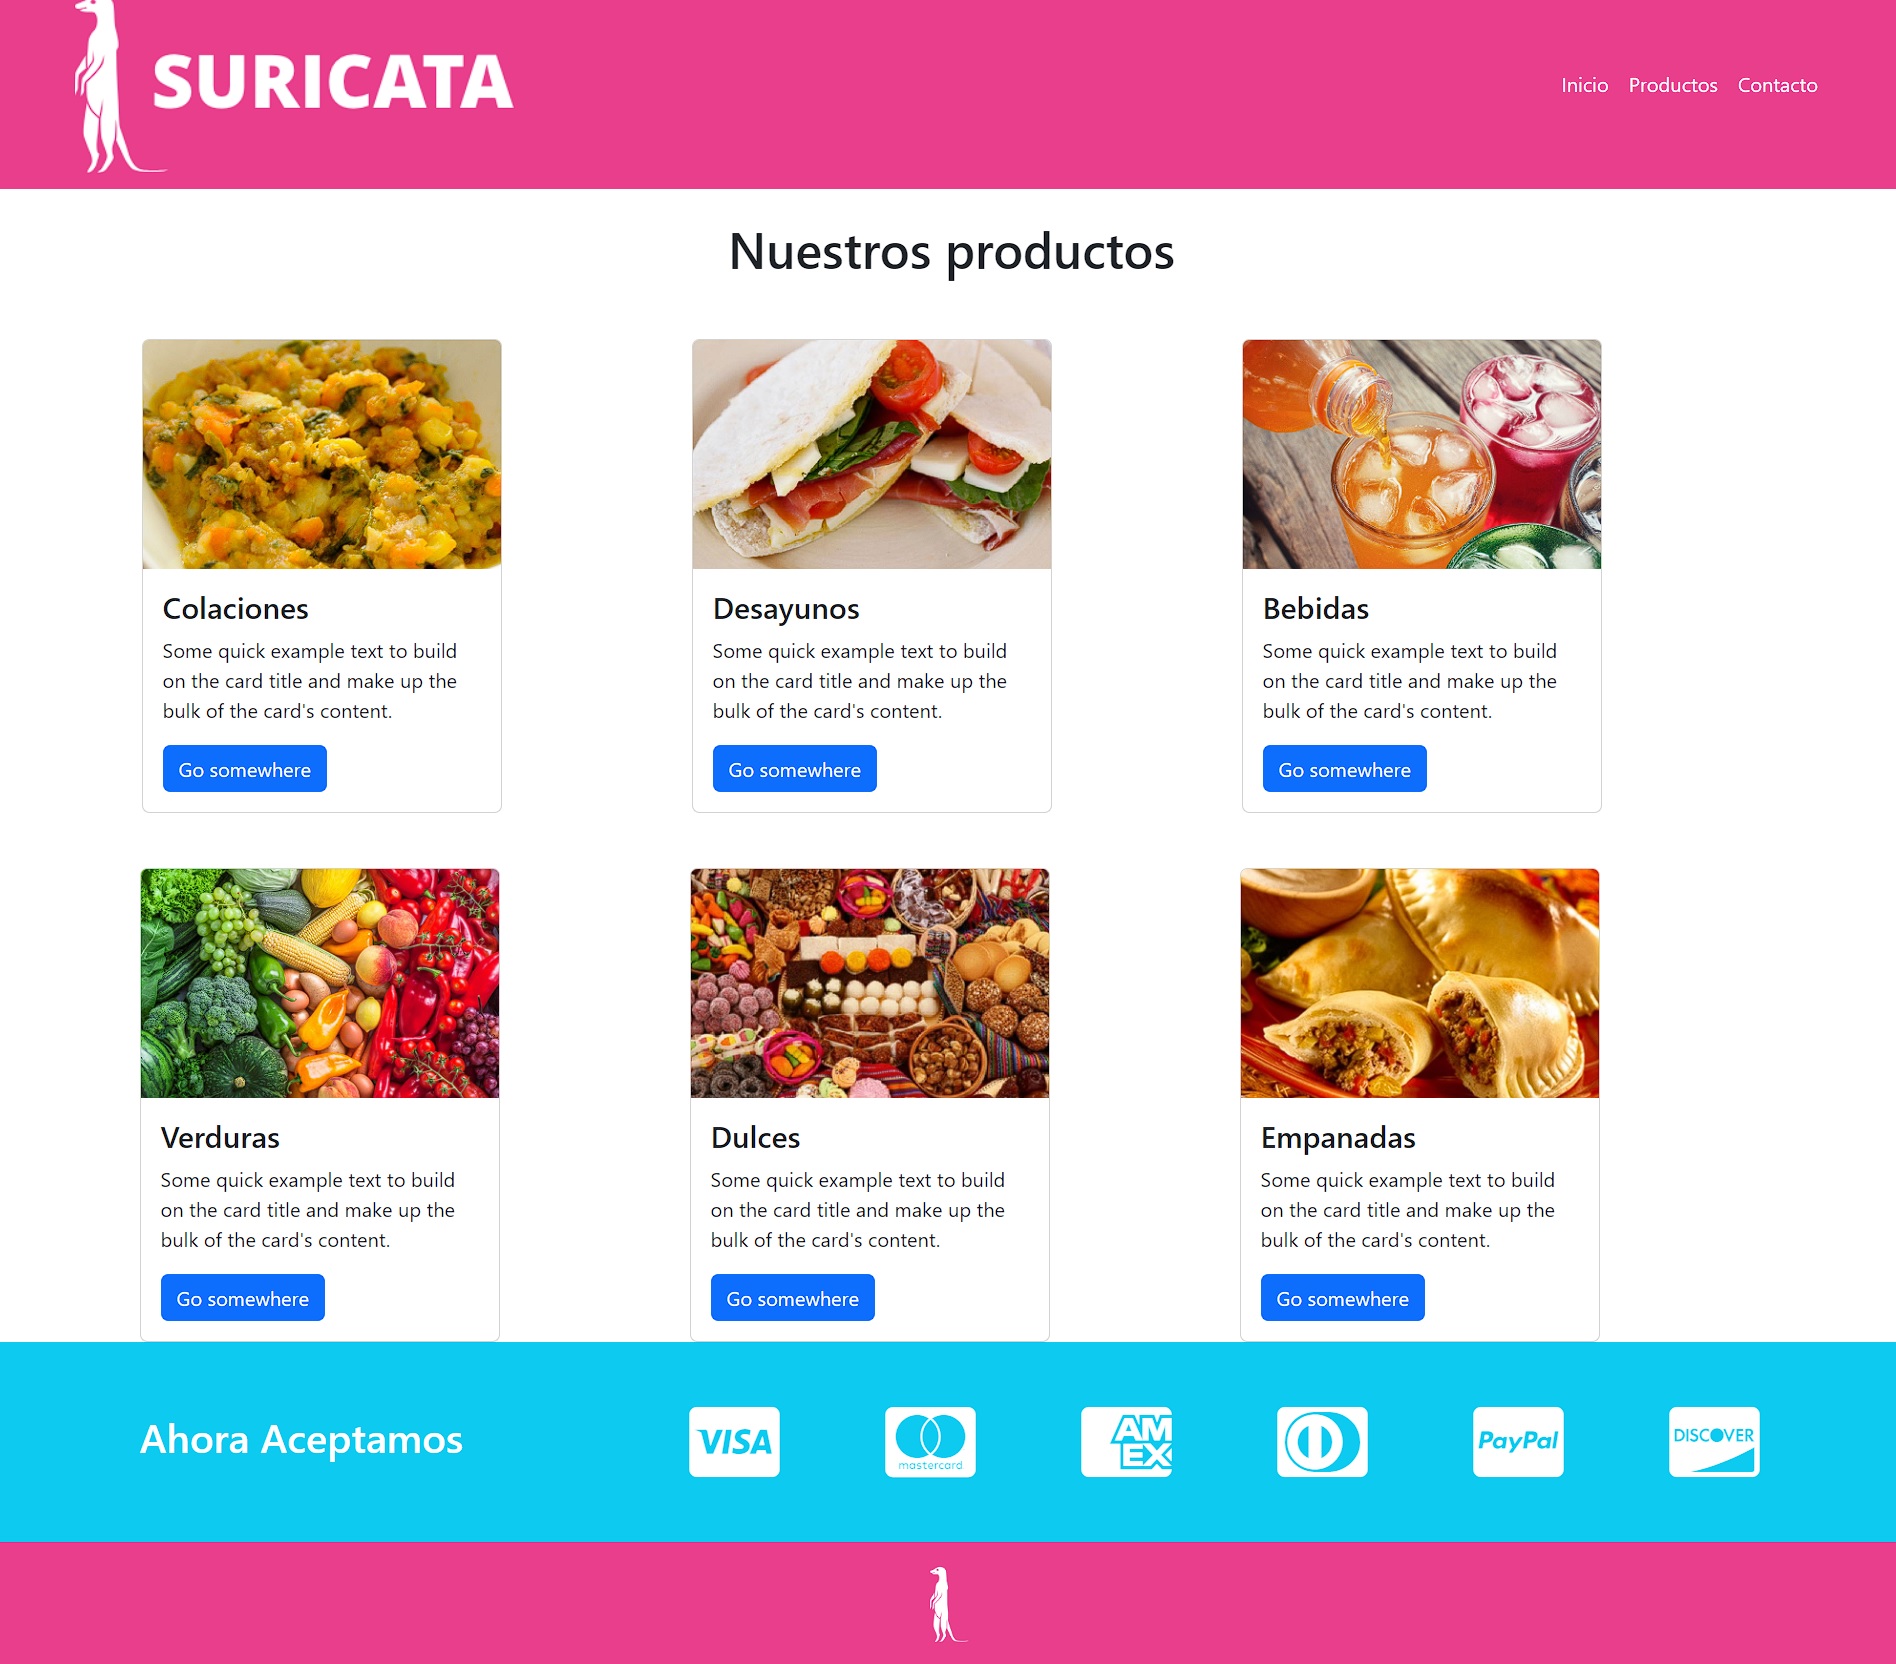 SURICATA
Inicio Productos Contacto
Nuestros productos
Colaciones
Some quick example text to build
on the card title and make up the
bulk of the card's content.
Go somewhere
Desayunos
Some quick example text to build
on the card title and make up the
bulk of the card's content.
Go somewhere
Bebidas
Some quick example text to build
on the card title and make up the
bulk of the card's content.
Go somewhere
Verduras
Some quick example text to build
on the card title and make up the
bulk of the card's content.
Go somewhere
Dulces
Some quick example text to build
on the card title and make up the
bulk of the card's content.
Go somewhere
Empanadas
Some quick example text to build
on the card title and make up the
bulk of the card's content.
Go somewhere
Ahora Aceptamos
VISA
mastercard
AM
EX
PayPal
DISCOVER